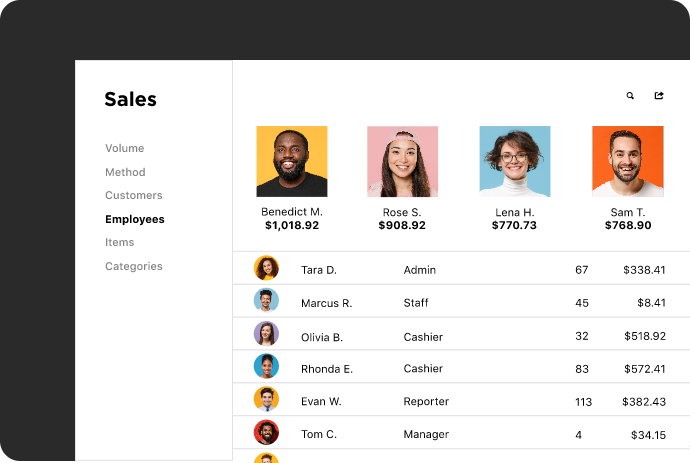 Sales
Volume
Method
Customers
Employees
Items
Categories
Benedict M. Rose S. Lena H. Sam T.
$1,018.92 $908.92 $770.73 $768.90
Tara D. Admin 67 $338.41
Marcus R. Staff 45 $8.41
Olivia B. Cashier 32 $518.92
Rhonda E. Cashier 83 $572.41
Evan W. Reporter 113 $382.43
Tom C. Manager 4 $34.15